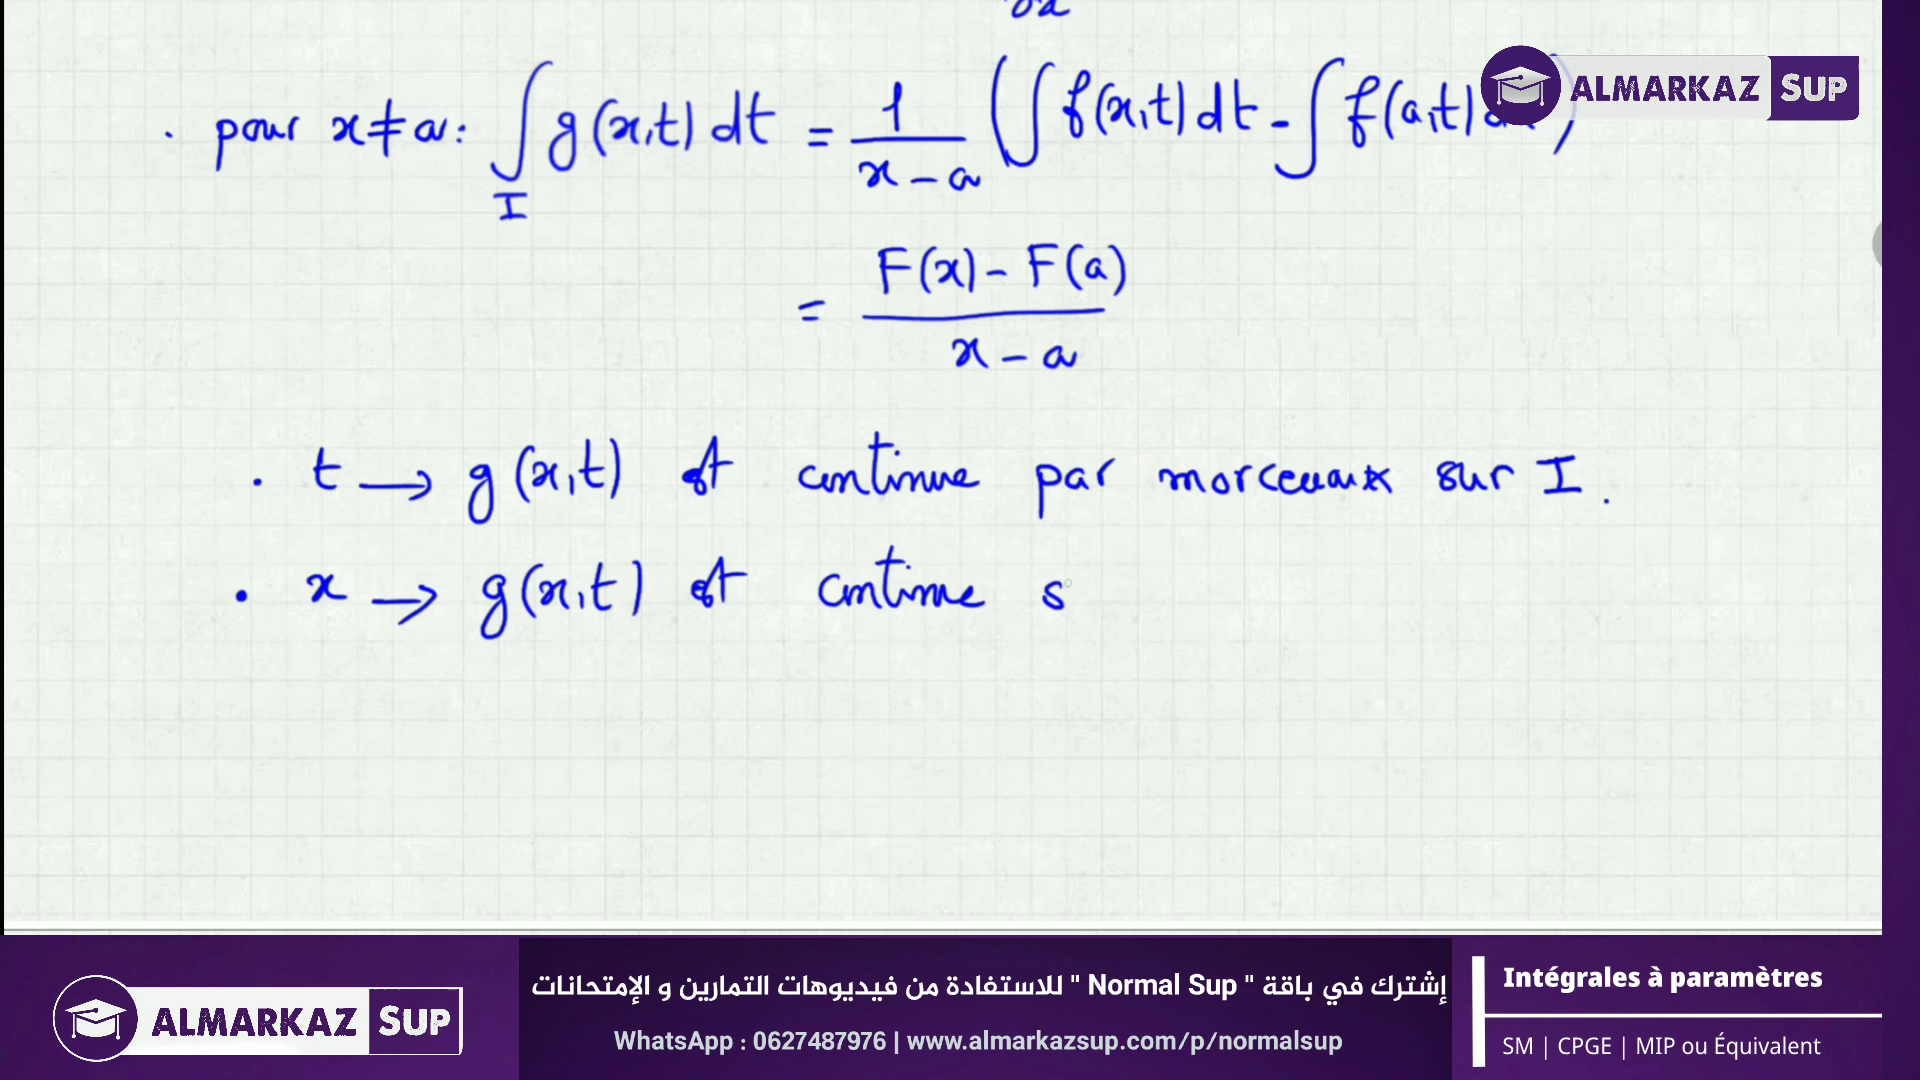 ∂x
. pour x≠a: ∫_I g(x,t) dt = 1/(x-a) (∫ f(x,t) dt - ∫ f(a,t) dt)
ALMARKAZ SUP
= (F(x) - F(a))/(x-a)
. t → g(x,t) est continue par morceaux sur I.
. x → g(x,t) est continue s
ALMARKAZ SUP
إشترك في باقة " Normal Sup " للاستفادة من فيديوهات التمارين و الإمتحانات
WhatsApp : 0627487976 | www.almarkazsup.com/p/normalsup
Intégrales à paramètres
SM | CPGE | MIP ou Équivalent